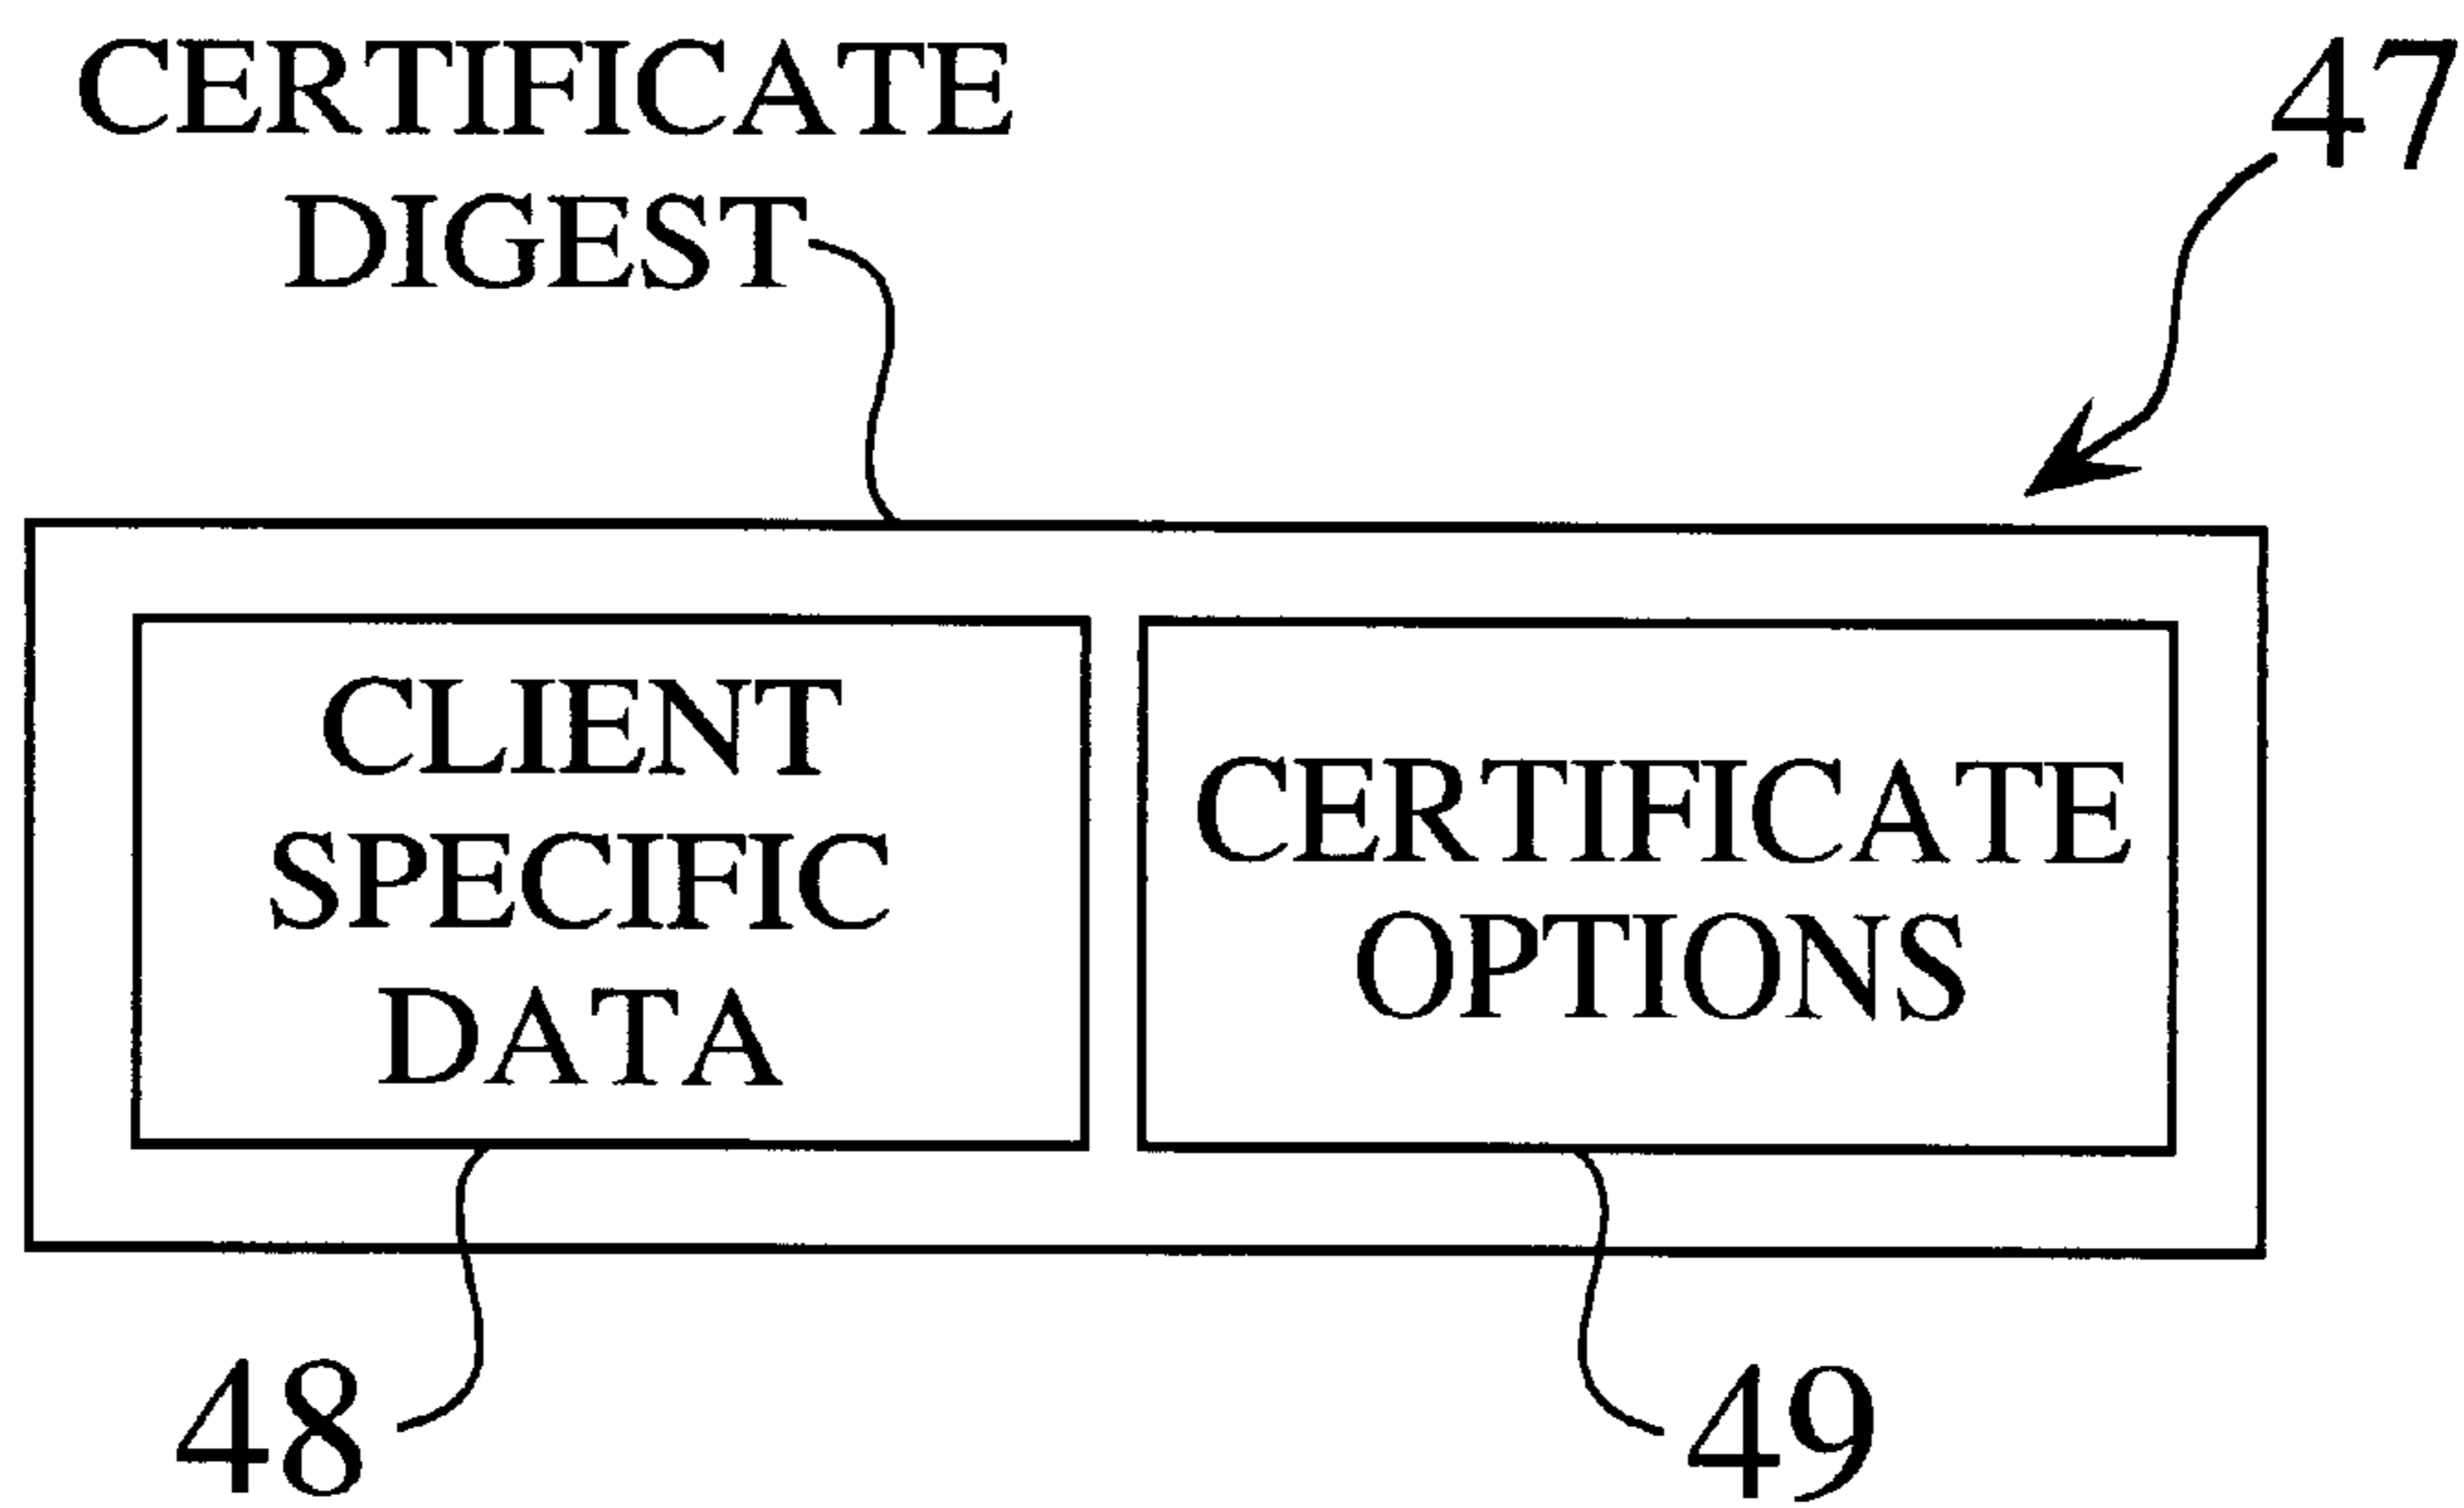 CERTIFICATE
DIGEST
47
CLIENT
SPECIFIC
DATA
CERTIFICATE
OPTIONS
48
49